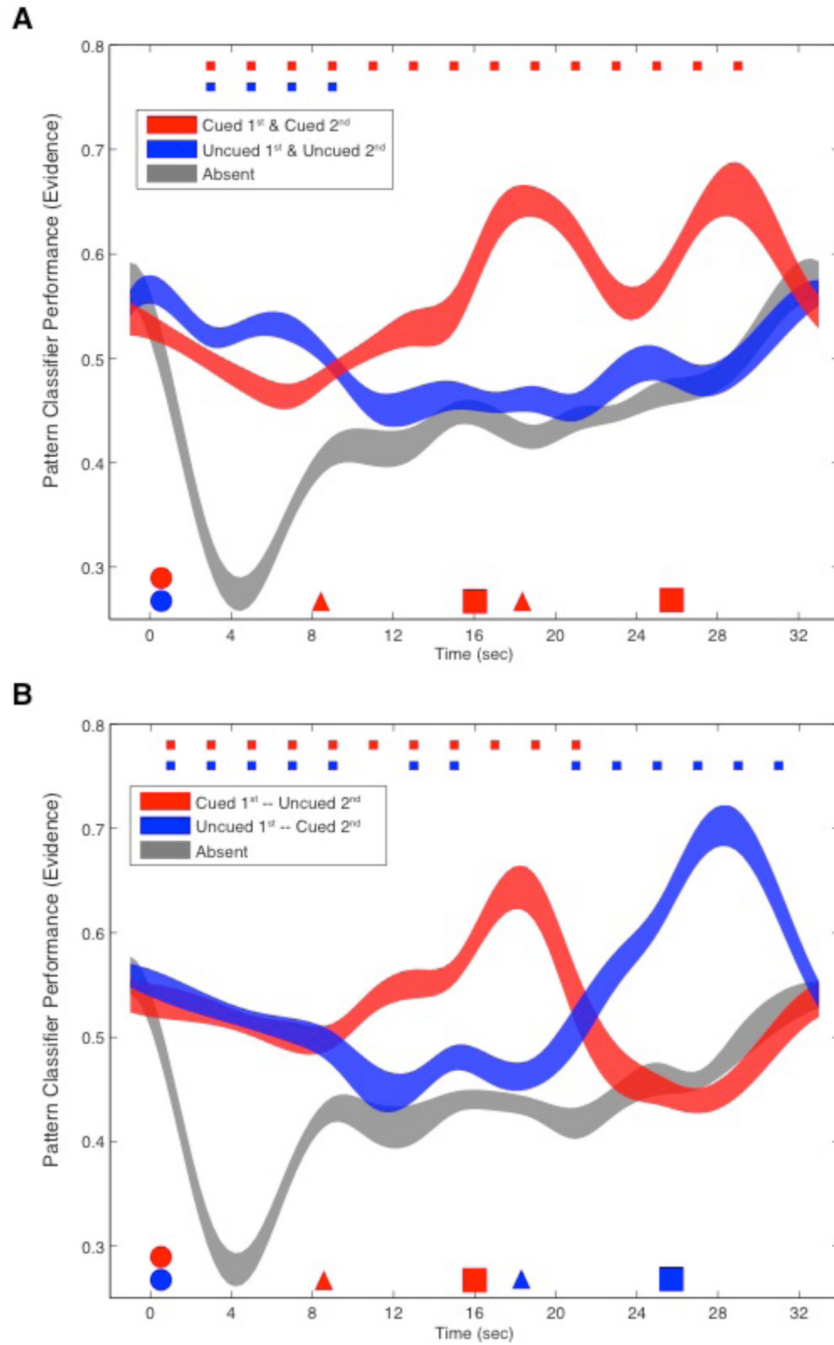 A
0.8
0.7
0.6
0.5
0.4
0.3
Pattern Classifier Performance (Evidence)
Cued 1st & Cued 2nd
Uncued 1st & Uncued 2nd
Absent
0 4 8 12 16 20 24 28 32
Time (sec)
B
0.8
0.7
0.6
0.5
0.4
0.3
Pattern Classifier Performance (Evidence)
Cued 1st -- Uncued 2nd
Uncued 1st -- Cued 2nd
Absent
0 4 8 12 16 20 24 28 32
Time (sec)